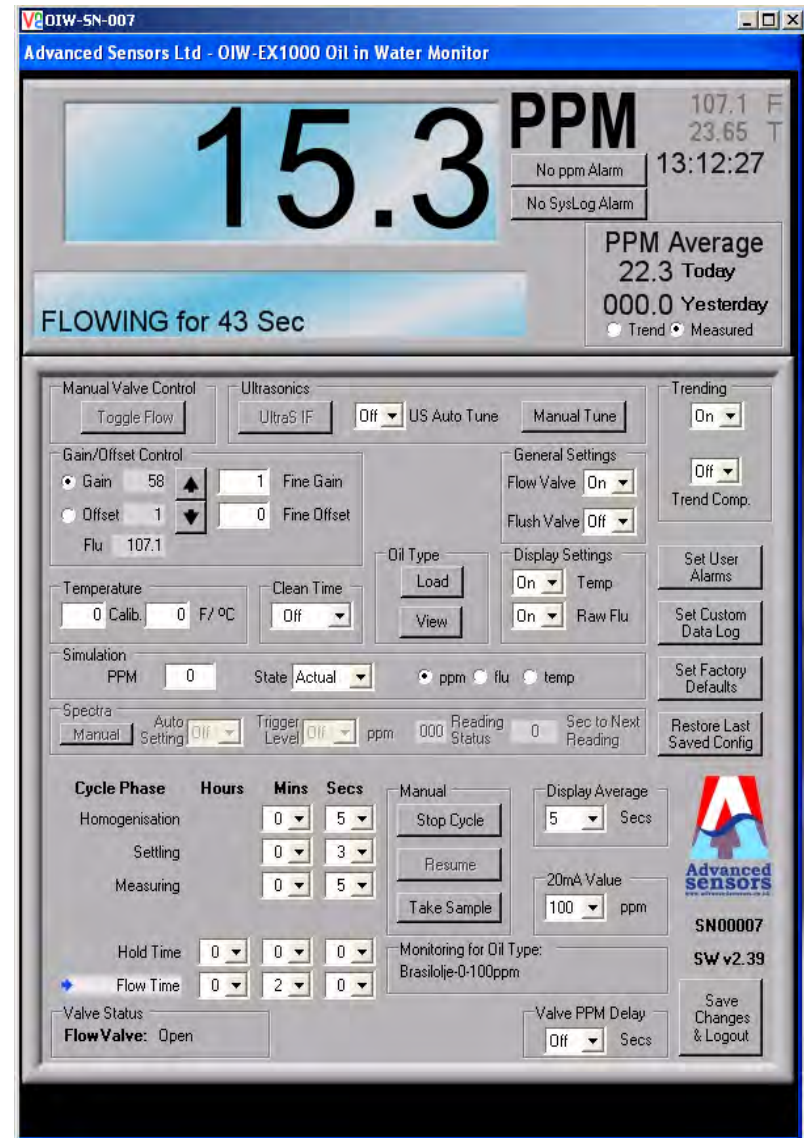 OIW-SN-007
Advanced Sensors Ltd - OIW-EX1000 Oil in Water Monitor
15.3
PPM
107.1 F
23.65 T
No ppm Alarm
13:12:27
No SysLog Alarm
PPM Average
22.3 Today
000.0 Yesterday
Trend Measured
FLOWING for 43 Sec
Manual Valve Control
Toggle Flow
Ultrasonics
UltraS IF Off US Auto Tune Manual Tune
Trending
On
Off
Trend Comp.
Gain/Offset Control
Gain 58 1 Fine Gain
Offset 1 0 Fine Offset
Flu 107.1
General Settings
Flow Valve On
Flush Valve Off
Oil Type
Load
View
Display Settings
On Temp
On Raw Flu
Set User
Alarms
Temperature
0 Calib. 0 F/ ºC
Clean Time
Off
Set Custom
Data Log
Simulation
PPM 0 State Actual ppm flu temp
Set Factory
Defaults
Spectra
Manual
Auto
Setting Off
Trigger
Level Off ppm
000 Reading
Status
0 Sec to Next
Reading
Restore Last
Saved Config
Cycle Phase Hours Mins Secs
Homogenisation 0 5
Settling 0 3
Measuring 0 5
Hold Time 0 0 0
Flow Time 0 2 0
Manual
Stop Cycle
Resume
Take Sample
Display Average
5 Secs
20mA Value
100 ppm
Advanced
sensors
SN00007
SW v2.39
Monitoring for Oil Type:
Brasilolje-0-100ppm
Valve Status
FlowValve: Open
Valve PPM Delay
Off Secs
Save
Changes
& Logout